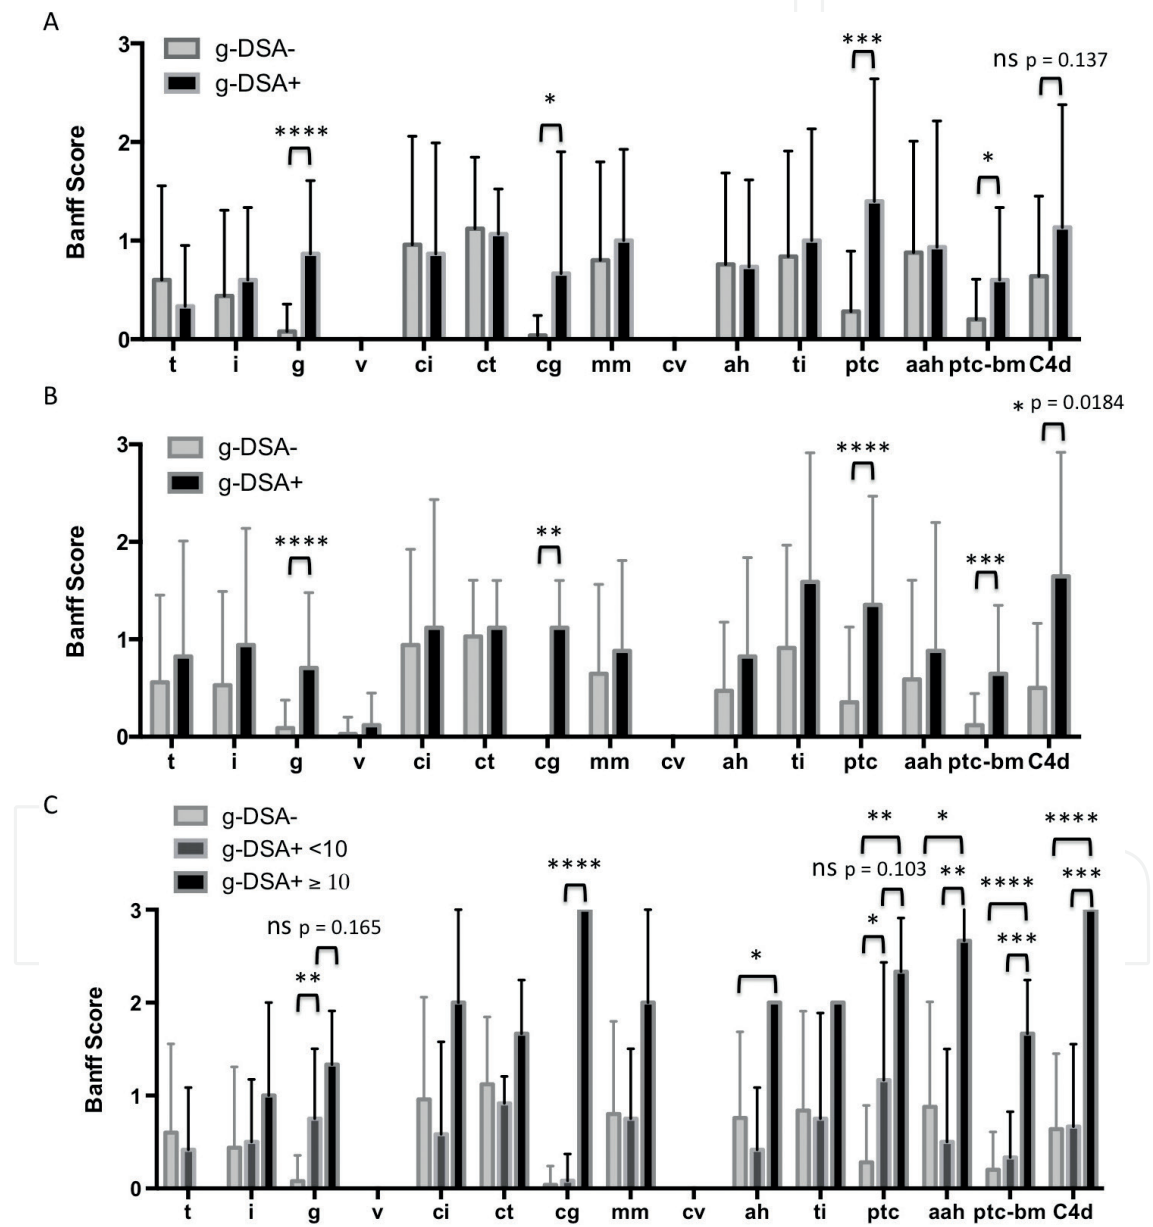 A
g-DSA-
g-DSA+
***
ns p = 0.137
****
*
*
Banff Score
3
2
1
0
t i g v ci ct cg mm cv ah ti ptc aah ptc-bm C4d
B
* p = 0.0184
g-DSA-
g-DSA+
****
****
**
***
Banff Score
3
2
1
0
t i g v ci ct cg mm cv ah ti ptc aah ptc-bm C4d
C
g-DSA-
g-DSA+ <10
g-DSA+ ≥ 10
** * ****
**** ns p = 0.103 ** **** ***
ns p = 0.165
* ***
** *
Banff Score
3
2
1
0
t i g v ci ct cg mm cv ah ti ptc aah ptc-bm C4d